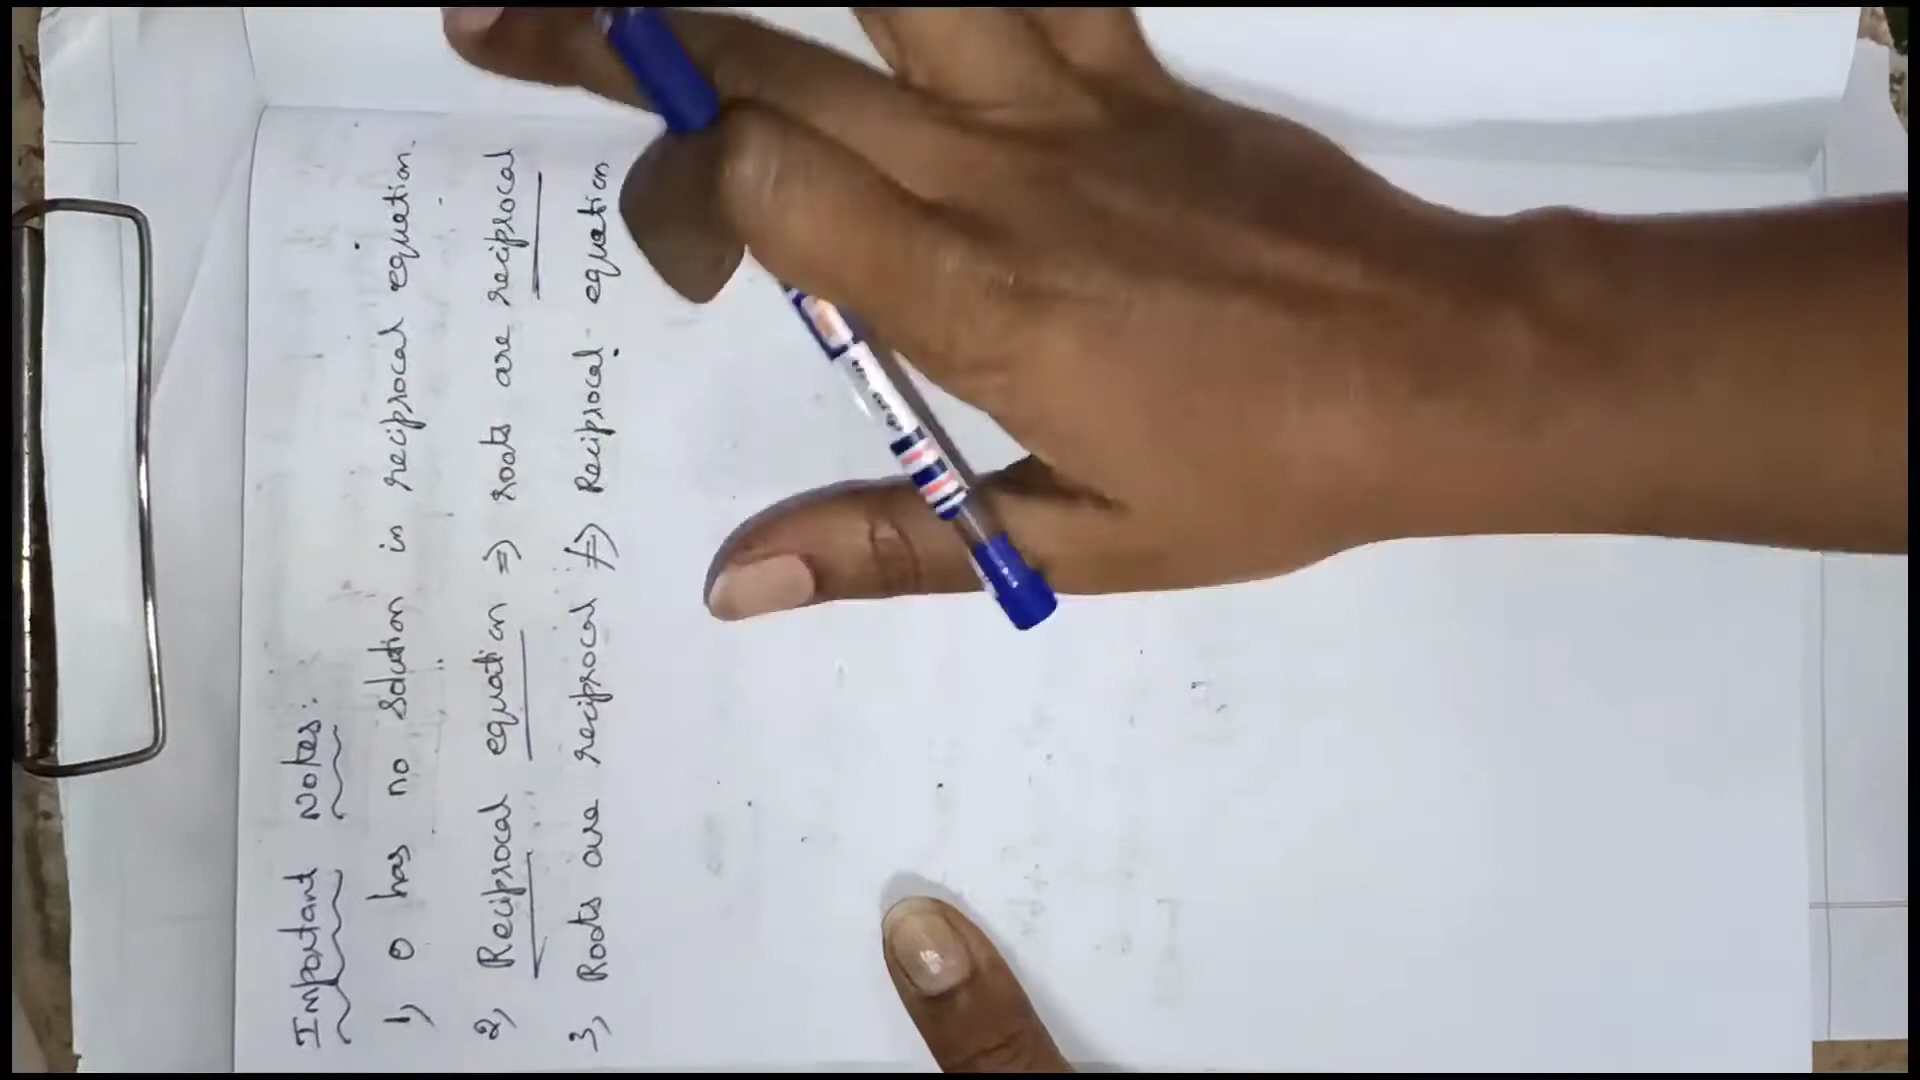 Important Notes:
1, 0 has no solution in reciprocal equation.
2, Reciprocal equation ⇒ roots are reciprocal
3, Roots are reciprocal ⇏ Reciprocal equation